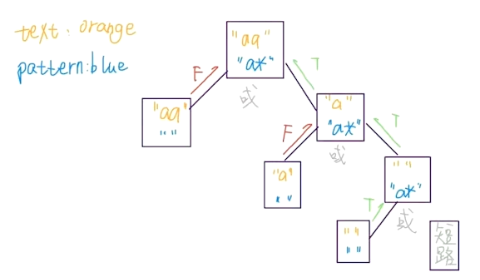 text: orange
pattern:blue
"aa"
"a*"
F
T
或
"aa"
" "
"a"
"a*"
F
T
或
"a"
" "
" "
"a*"
T
或
" "
" "
短
路